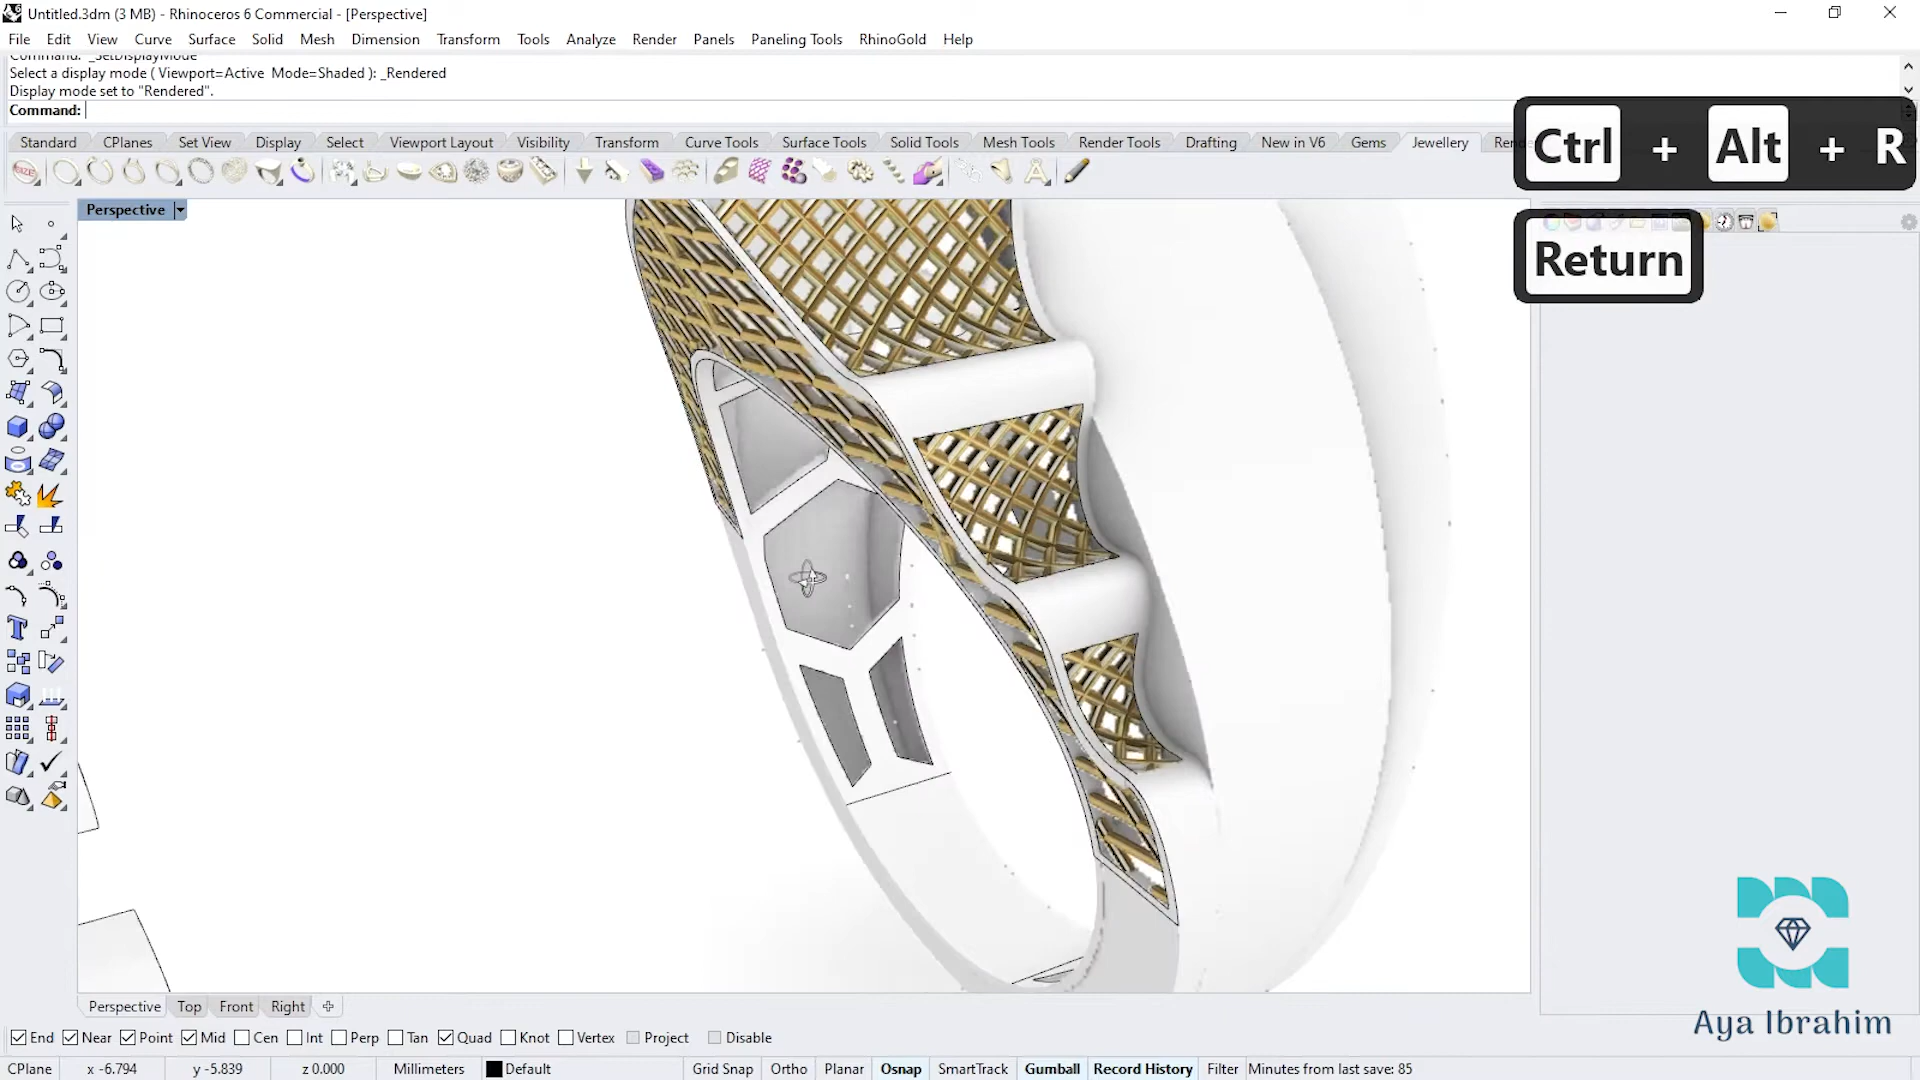 Untitled.3dm (3 MB) - Rhinoceros 6 Commercial - [Perspective]
File Edit View Curve Surface Solid Mesh Dimension Transform Tools Analyze Render Panels Paneling Tools RhinoGold Help
Command: _SetDisplayMode
Select a display mode ( Viewport=Active Mode=Shaded ): _Rendered
Display mode set to "Rendered".
Command:
Ctrl + Alt + R
Standard CPlanes Set View Display Select Viewport Layout Visibility Transform Curve Tools Surface Tools Solid Tools Mesh Tools Render Tools Drafting New in V6 Gems Jewellery
Perspective
Return
Perspective Top Front Right
Aya Ibrahim
End Near Point Mid Cen Int Perp Tan Quad Knot Vertex Project Disable
CPlane x -6.794 y -5.839 z 0.000 Millimeters Default Grid Snap Ortho Planar Osnap SmartTrack Gumball Record History Filter Minutes from last save: 85